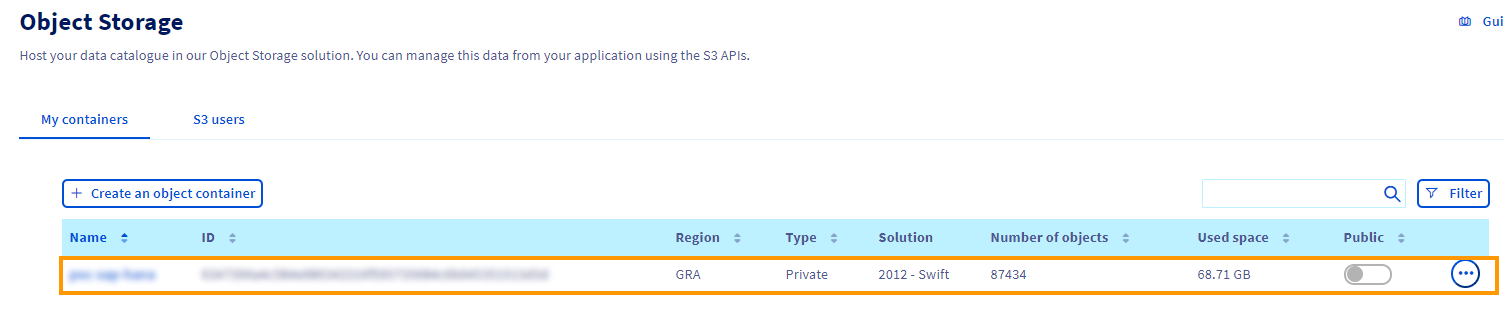 Object Storage
Gui
Host your data catalogue in our Object Storage solution. You can manage this data from your application using the S3 APIs.
My containers S3 users
+ Create an object container Filter
Name ID Region Type Solution Number of objects Used space Public
GRA Private 2012 - Swift 87434 68.71 GB